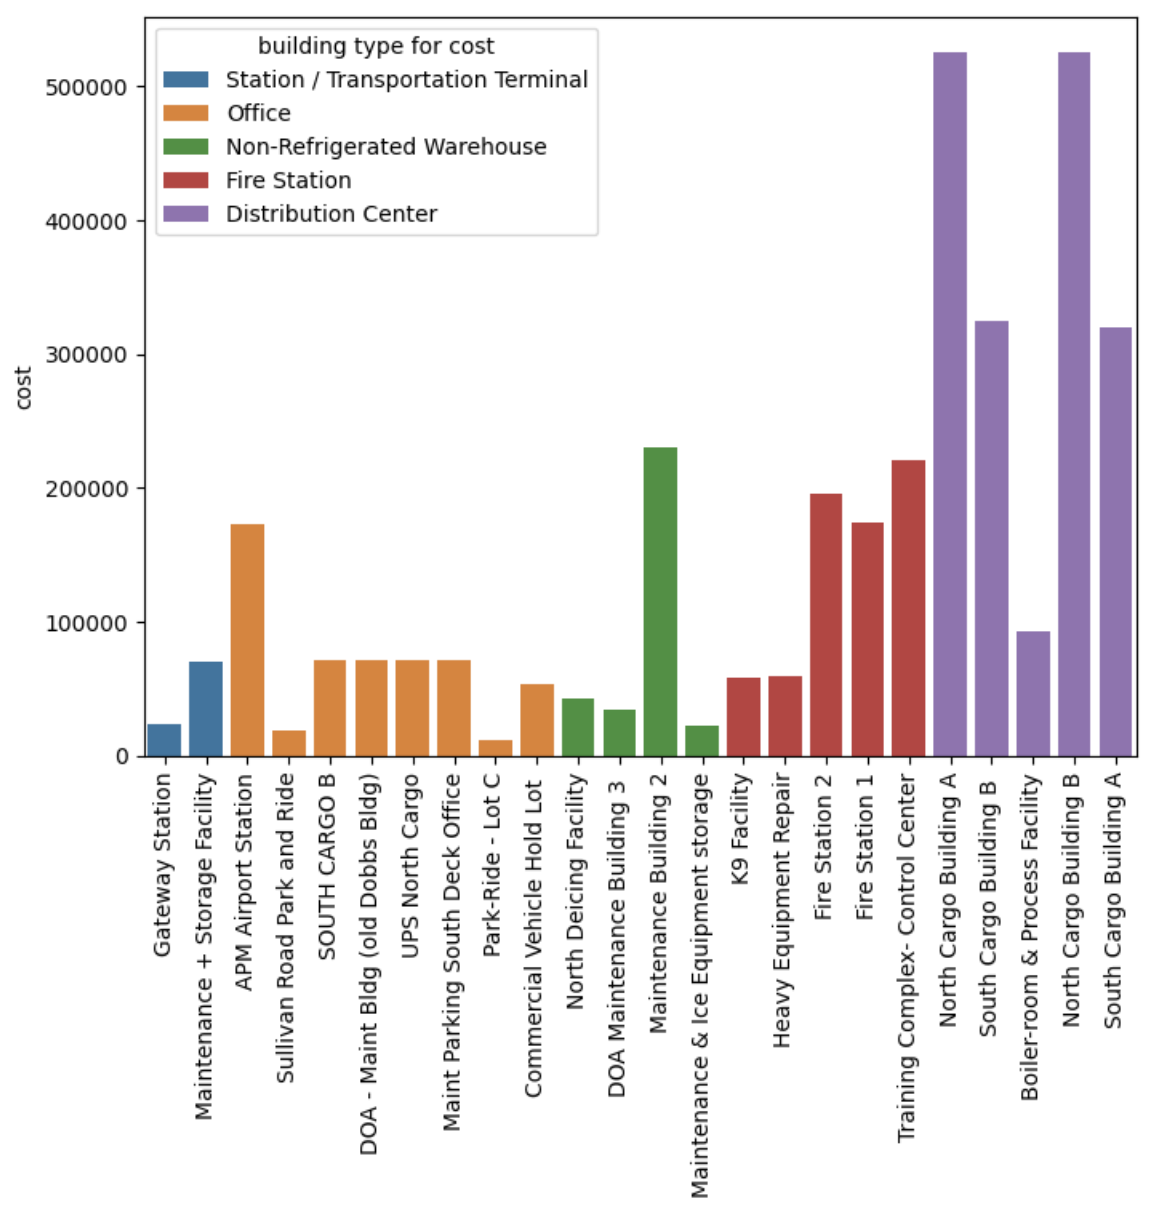 building type for cost
Station / Transportation Terminal
Office
Non-Refrigerated Warehouse
Fire Station
Distribution Center
cost
500000
400000
300000
200000
100000
0
Gateway Station
Maintenance + Storage Facility
APM Airport Station
Sullivan Road Park and Ride
SOUTH CARGO B
DOA - Maint Bldg (old Dobbs Bldg)
UPS North Cargo
Maint Parking South Deck Office
Park-Ride - Lot C
Commercial Vehicle Hold Lot
North Deicing Facility
DOA Maintenance Building 3
Maintenance Building 2
Maintenance & Ice Equipment storage
K9 Facility
Heavy Equipment Repair
Fire Station 2
Fire Station 1
Training Complex- Control Center
North Cargo Building A
South Cargo Building B
Boiler-room & Process Facility
North Cargo Building B
South Cargo Building A